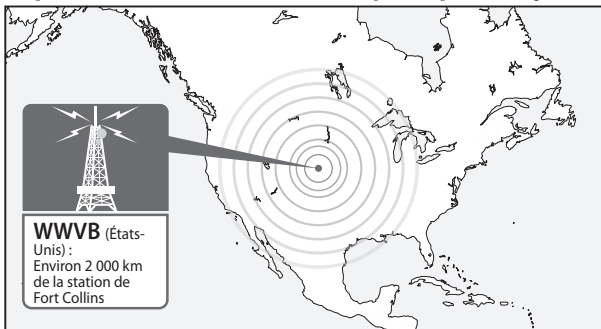 WWVB (États-
Unis) :
Environ 2 000 km
de la station de
Fort Collins